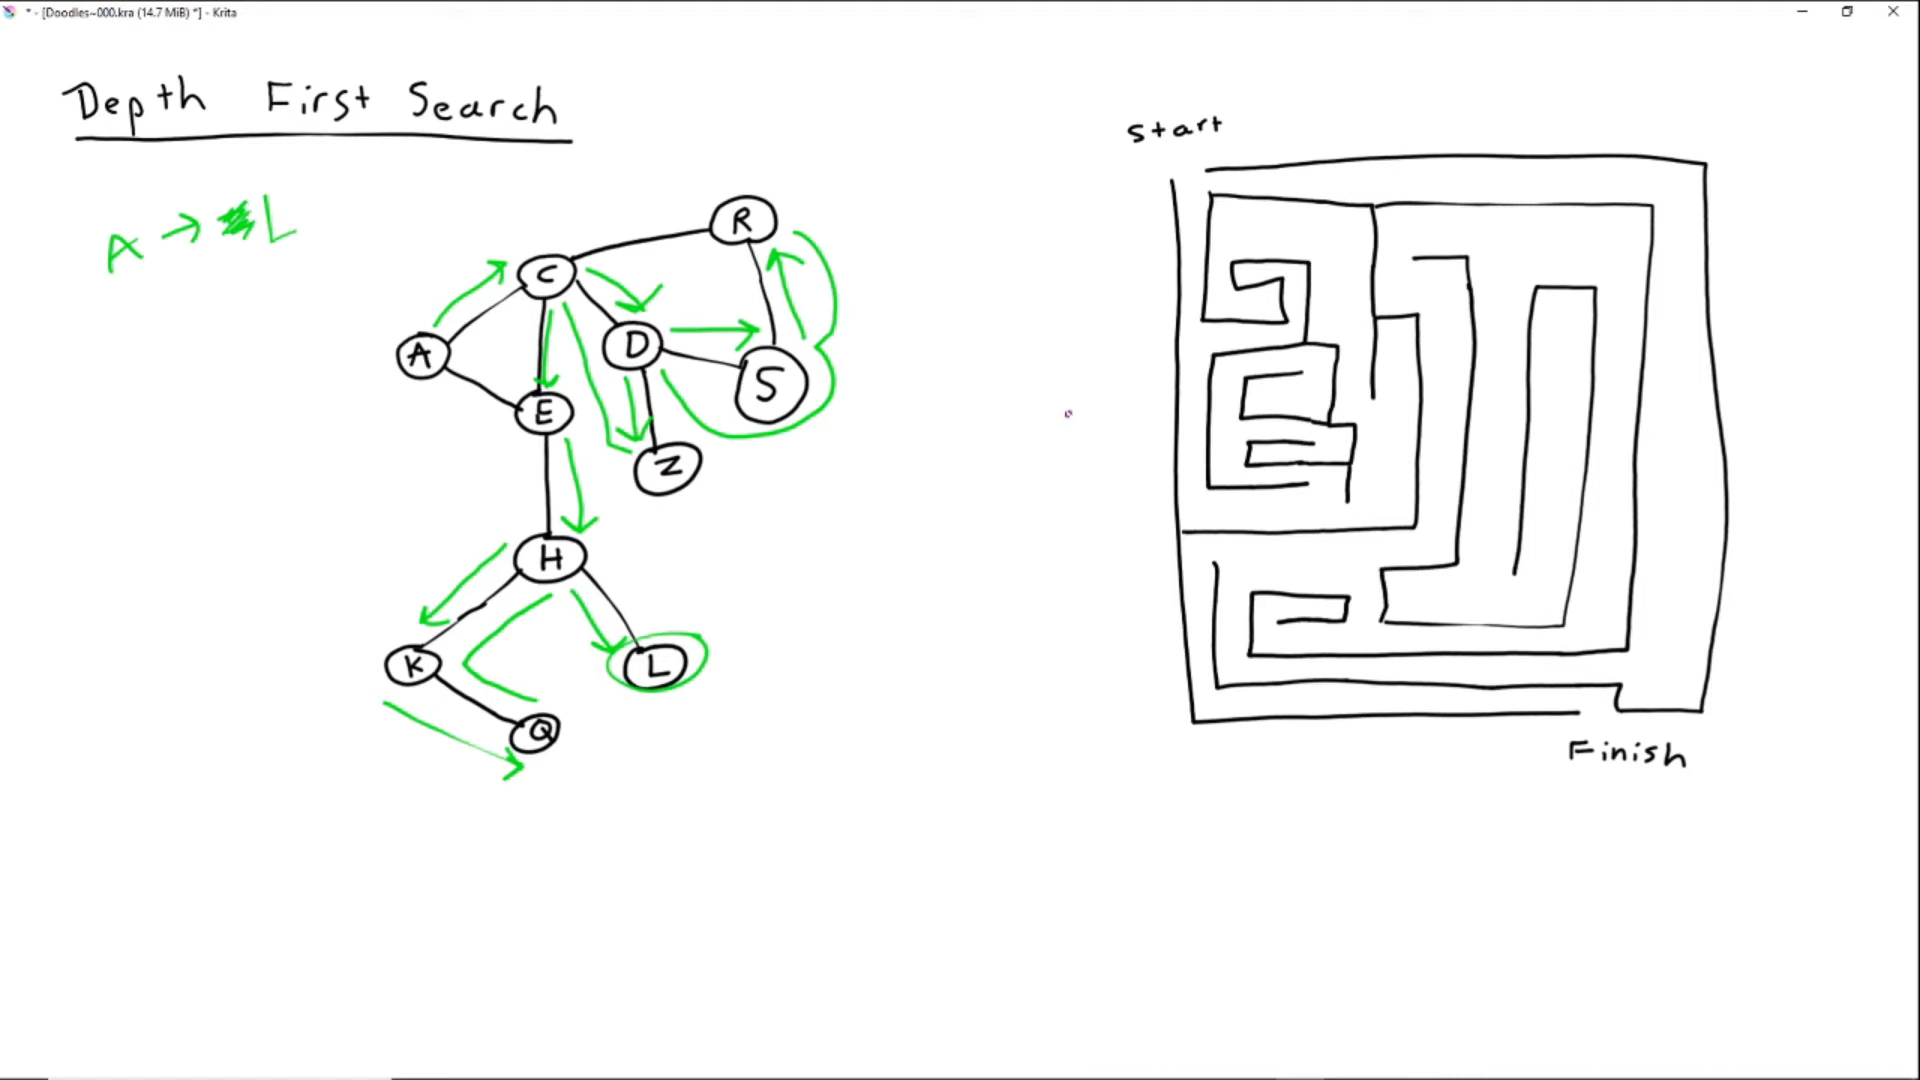 * - [Doodles~000.kra (14.7 MiB) *] - Krita
Depth First Search
A → L
Start
R
C
A
D
S
E
Z
H
K
L
Q
Finish